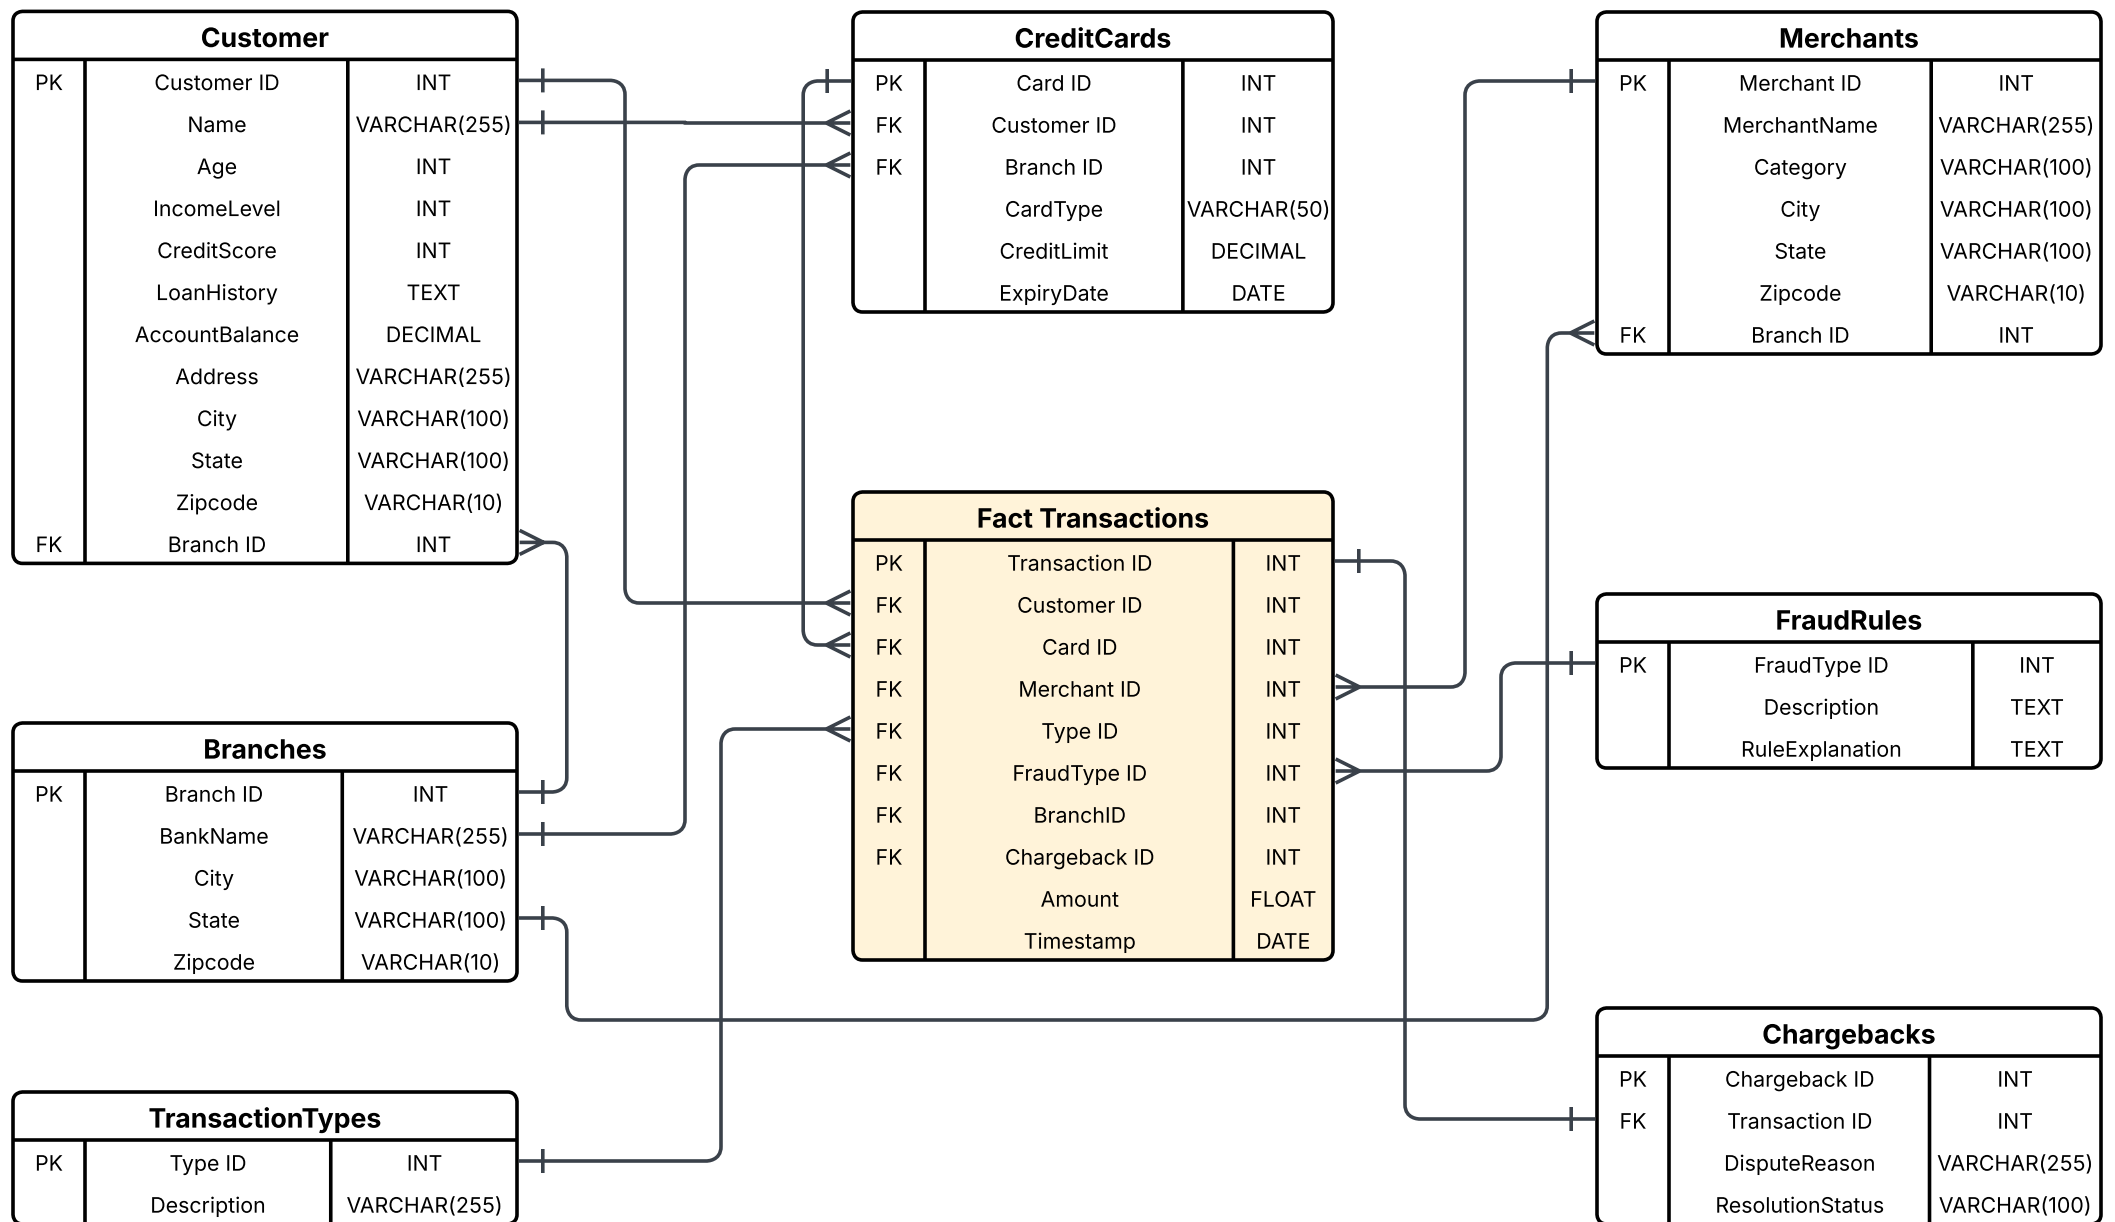 Customer
PK Customer ID INT
Name VARCHAR(255)
Age INT
IncomeLevel INT
CreditScore INT
LoanHistory TEXT
AccountBalance DECIMAL
Address VARCHAR(255)
City VARCHAR(100)
State VARCHAR(100)
Zipcode VARCHAR(10)
FK Branch ID INT
CreditCards
PK Card ID INT
FK Customer ID INT
FK Branch ID INT
CardType VARCHAR(50)
CreditLimit DECIMAL
ExpiryDate DATE
Merchants
PK Merchant ID INT
MerchantName VARCHAR(255)
Category VARCHAR(100)
City VARCHAR(100)
State VARCHAR(100)
Zipcode VARCHAR(10)
FK Branch ID INT
Fact Transactions
PK Transaction ID INT
FK Customer ID INT
FK Card ID INT
FK Merchant ID INT
FK Type ID INT
FK FraudType ID INT
FK BranchID INT
FK Chargeback ID INT
Amount FLOAT
Timestamp DATE
FraudRules
PK FraudType ID INT
Description TEXT
RuleExplanation TEXT
Branches
PK Branch ID INT
BankName VARCHAR(255)
City VARCHAR(100)
State VARCHAR(100)
Zipcode VARCHAR(10)
TransactionTypes
PK Type ID INT
Description VARCHAR(255)
Chargebacks
PK Chargeback ID INT
FK Transaction ID INT
DisputeReason VARCHAR(255)
ResolutionStatus VARCHAR(100)